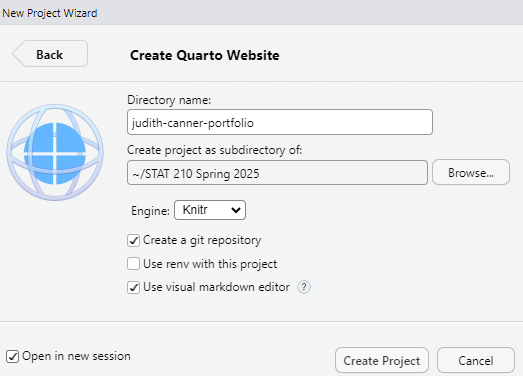 New Project Wizard
Back
Create Quarto Website
Directory name:
judith-canner-portfolio
Create project as subdirectory of:
~/STAT 210 Spring 2025
Browse...
Engine: Knitr
Create a git repository
Use renv with this project
Use visual markdown editor ?
Open in new session
Create Project
Cancel